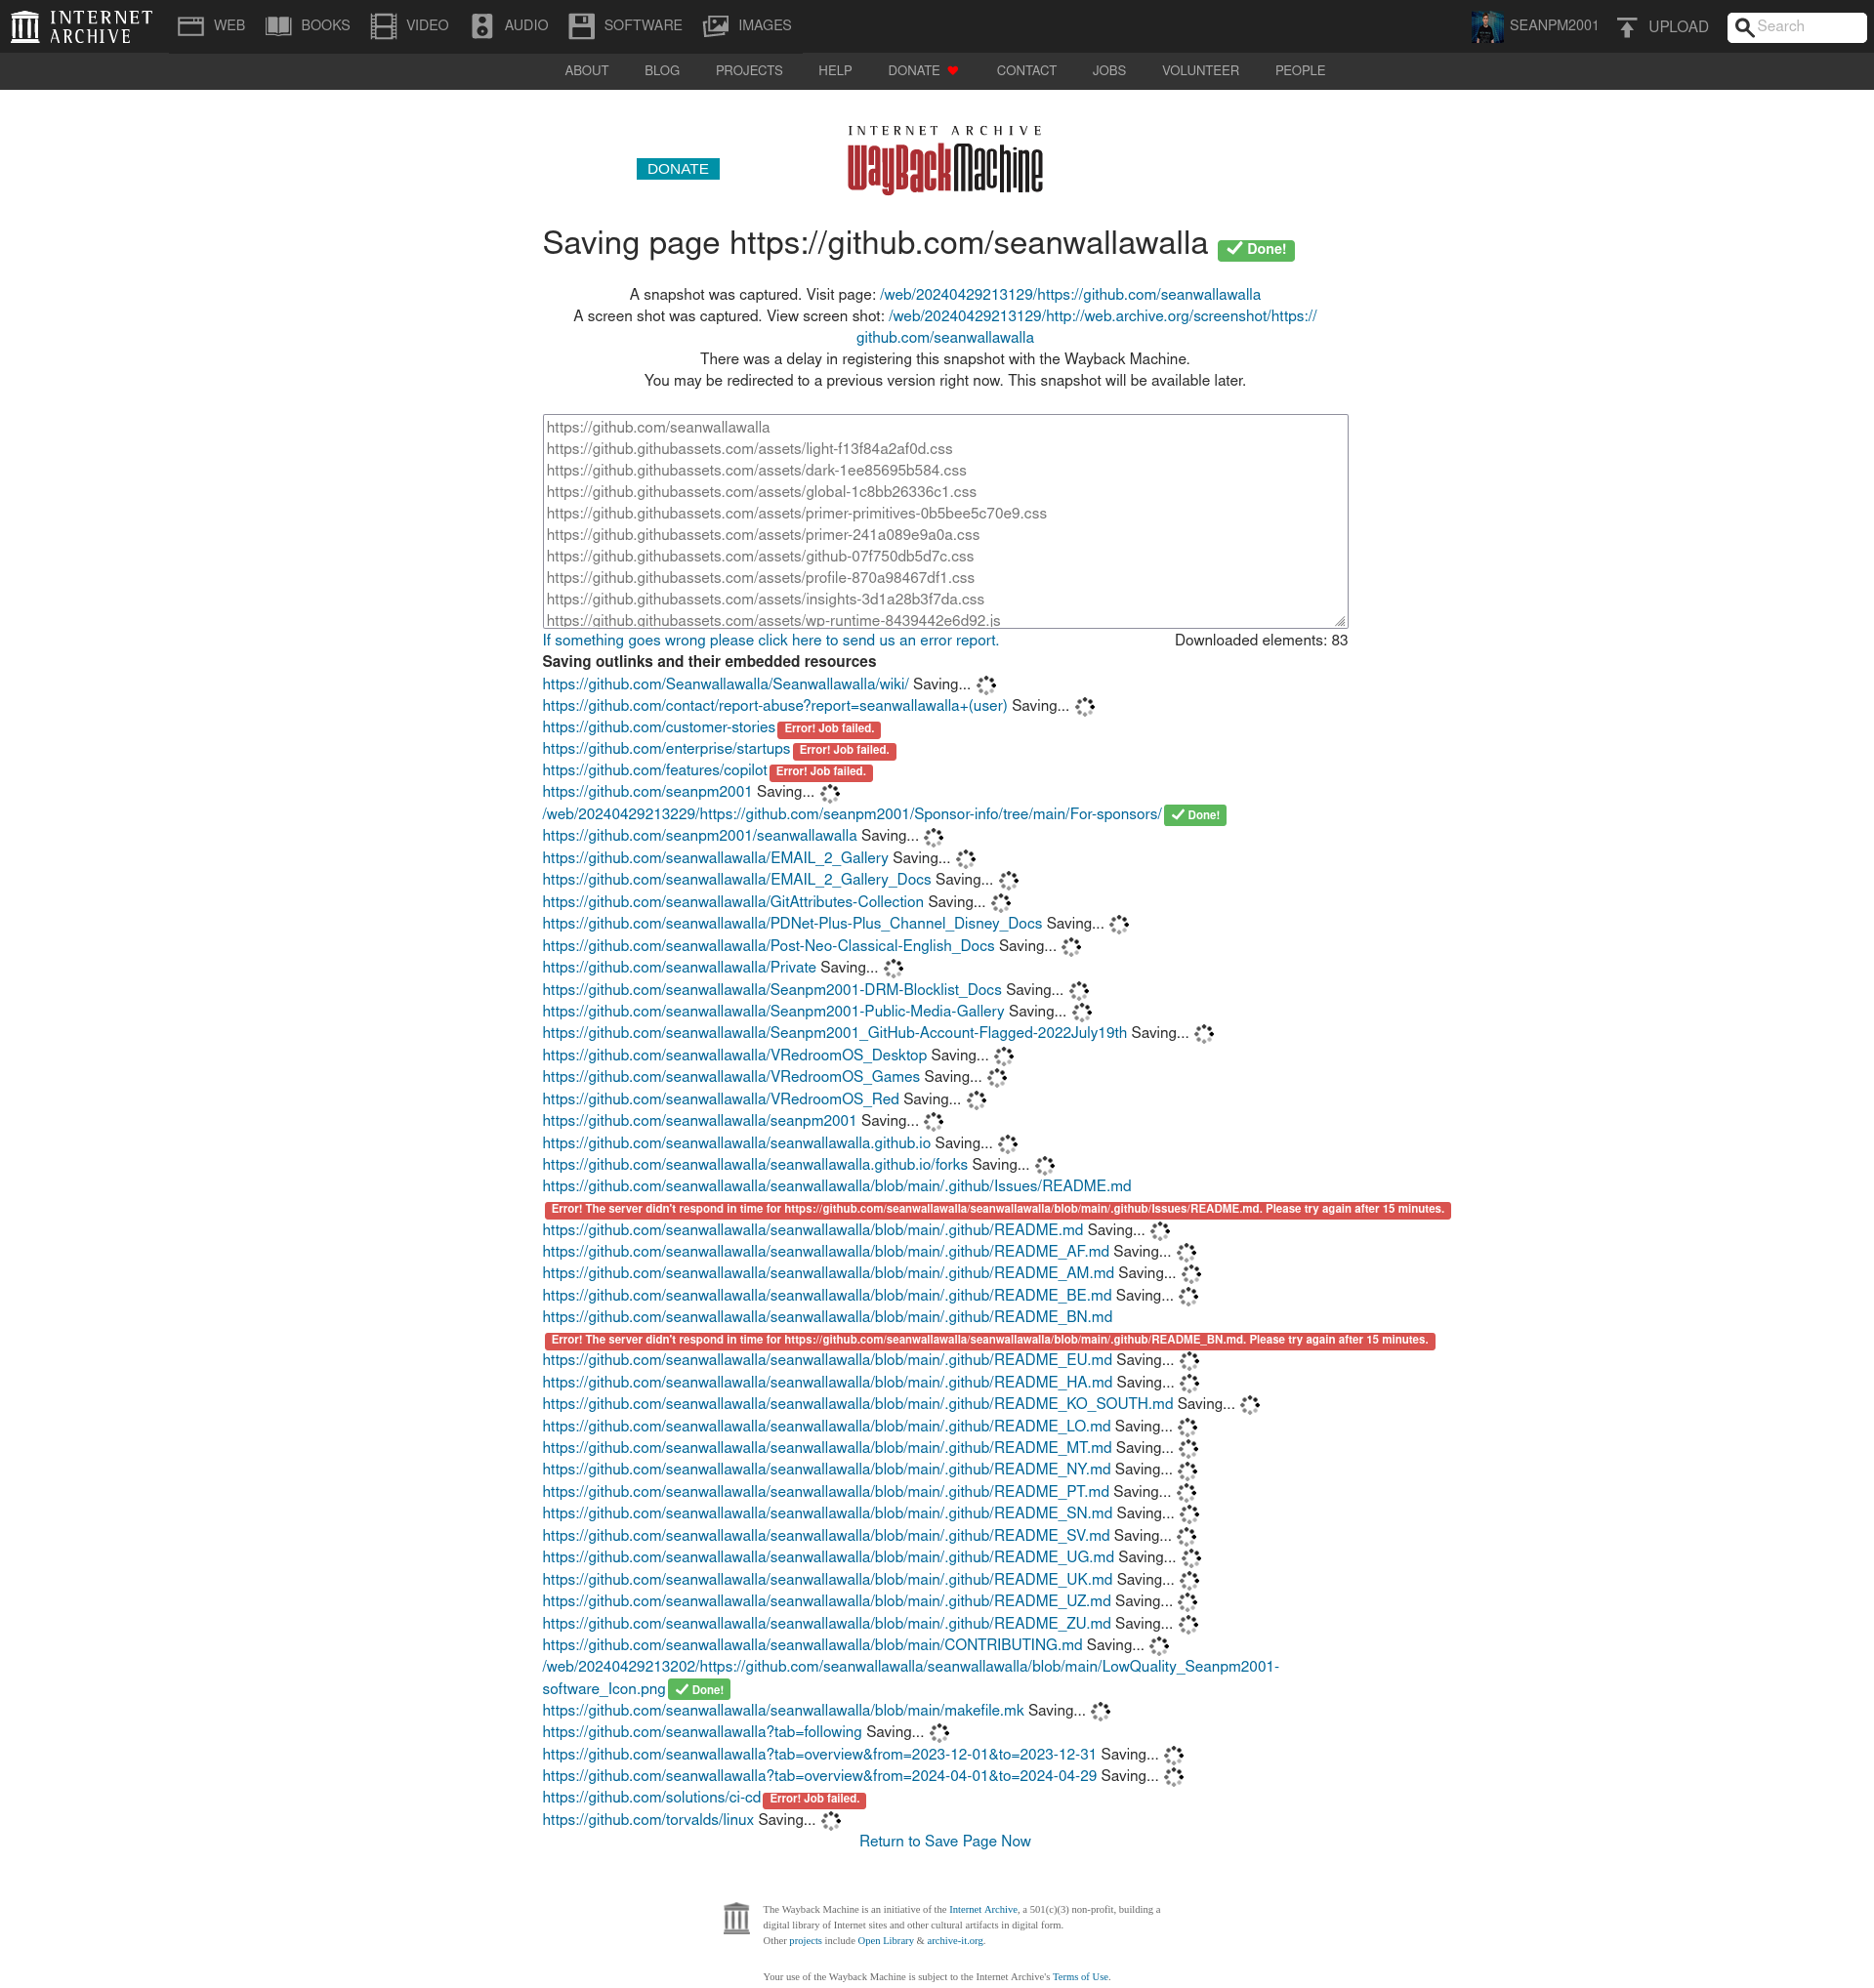 INTERNET ARCHIVE
WEB BOOKS VIDEO AUDIO SOFTWARE IMAGES SEANPM2001 UPLOAD Search
ABOUT BLOG PROJECTS HELP DONATE CONTACT JOBS VOLUNTEER PEOPLE
INTERNET ARCHIVE
WayBackMachine
DONATE
Saving page https://github.com/seanwallawalla Done!
A snapshot was captured. Visit page: /web/20240429213129/https://github.com/seanwallawalla
A screen shot was captured. View screen shot: /web/20240429213129/http://web.archive.org/screenshot/https://
github.com/seanwallawalla
There was a delay in registering this snapshot with the Wayback Machine.
You may be redirected to a previous version right now. This snapshot will be available later.
https://github.com/seanwallawalla
https://github.githubassets.com/assets/light-f13f84a2af0d.css
https://github.githubassets.com/assets/dark-1ee85695b584.css
https://github.githubassets.com/assets/global-1c8bb26336c1.css
https://github.githubassets.com/assets/primer-primitives-0b5bee5c70e9.css
https://github.githubassets.com/assets/primer-241a089e9a0a.css
https://github.githubassets.com/assets/github-07f750db5d7c.css
https://github.githubassets.com/assets/profile-870a98467df1.css
https://github.githubassets.com/assets/insights-3d1a28b3f7da.css
https://github.githubassets.com/assets/wp-runtime-8439442e6d92.js
If something goes wrong please click here to send us an error report. Downloaded elements: 83
Saving outlinks and their embedded resources
https://github.com/Seanwallawalla/Seanwallawalla/wiki/ Saving...
https://github.com/contact/report-abuse?report=seanwallawalla+(user) Saving...
https://github.com/customer-stories Error! Job failed.
https://github.com/enterprise/startups Error! Job failed.
https://github.com/features/copilot Error! Job failed.
https://github.com/seanpm2001 Saving...
/web/20240429213229/https://github.com/seanpm2001/Sponsor-info/tree/main/For-sponsors/ Done!
https://github.com/seanpm2001/seanwallawalla Saving...
https://github.com/seanwallawalla/EMAIL_2_Gallery Saving...
https://github.com/seanwallawalla/EMAIL_2_Gallery_Docs Saving...
https://github.com/seanwallawalla/GitAttributes-Collection Saving...
https://github.com/seanwallawalla/PDNet-Plus-Plus_Channel_Disney_Docs Saving...
https://github.com/seanwallawalla/Post-Neo-Classical-English_Docs Saving...
https://github.com/seanwallawalla/Private Saving...
https://github.com/seanwallawalla/Seanpm2001-DRM-Blocklist_Docs Saving...
https://github.com/seanwallawalla/Seanpm2001-Public-Media-Gallery Saving...
https://github.com/seanwallawalla/Seanpm2001_GitHub-Account-Flagged-2022July19th Saving...
https://github.com/seanwallawalla/VRedroomOS_Desktop Saving...
https://github.com/seanwallawalla/VRedroomOS_Games Saving...
https://github.com/seanwallawalla/VRedroomOS_Red Saving...
https://github.com/seanwallawalla/seanpm2001 Saving...
https://github.com/seanwallawalla/seanwallawalla.github.io Saving...
https://github.com/seanwallawalla/seanwallawalla.github.io/forks Saving...
https://github.com/seanwallawalla/seanwallawalla/blob/main/.github/Issues/README.md
Error! The server didn't respond in time for https://github.com/seanwallawalla/seanwallawalla/blob/main/.github/Issues/README.md. Please try again after 15 minutes.
https://github.com/seanwallawalla/seanwallawalla/blob/main/.github/README.md Saving...
https://github.com/seanwallawalla/seanwallawalla/blob/main/.github/README_AF.md Saving...
https://github.com/seanwallawalla/seanwallawalla/blob/main/.github/README_AM.md Saving...
https://github.com/seanwallawalla/seanwallawalla/blob/main/.github/README_BE.md Saving...
https://github.com/seanwallawalla/seanwallawalla/blob/main/.github/README_BN.md
Error! The server didn't respond in time for https://github.com/seanwallawalla/seanwallawalla/blob/main/.github/README_BN.md. Please try again after 15 minutes.
https://github.com/seanwallawalla/seanwallawalla/blob/main/.github/README_EU.md Saving...
https://github.com/seanwallawalla/seanwallawalla/blob/main/.github/README_HA.md Saving...
https://github.com/seanwallawalla/seanwallawalla/blob/main/.github/README_KO_SOUTH.md Saving...
https://github.com/seanwallawalla/seanwallawalla/blob/main/.github/README_LO.md Saving...
https://github.com/seanwallawalla/seanwallawalla/blob/main/.github/README_MT.md Saving...
https://github.com/seanwallawalla/seanwallawalla/blob/main/.github/README_NY.md Saving...
https://github.com/seanwallawalla/seanwallawalla/blob/main/.github/README_PT.md Saving...
https://github.com/seanwallawalla/seanwallawalla/blob/main/.github/README_SN.md Saving...
https://github.com/seanwallawalla/seanwallawalla/blob/main/.github/README_SV.md Saving...
https://github.com/seanwallawalla/seanwallawalla/blob/main/.github/README_UG.md Saving...
https://github.com/seanwallawalla/seanwallawalla/blob/main/.github/README_UK.md Saving...
https://github.com/seanwallawalla/seanwallawalla/blob/main/.github/README_UZ.md Saving...
https://github.com/seanwallawalla/seanwallawalla/blob/main/.github/README_ZU.md Saving...
https://github.com/seanwallawalla/seanwallawalla/blob/main/CONTRIBUTING.md Saving...
/web/20240429213202/https://github.com/seanwallawalla/seanwallawalla/blob/main/LowQuality_Seanpm2001-
software_Icon.png Done!
https://github.com/seanwallawalla/seanwallawalla/blob/main/makefile.mk Saving...
https://github.com/seanwallawalla?tab=following Saving...
https://github.com/seanwallawalla?tab=overview&from=2023-12-01&to=2023-12-31 Saving...
https://github.com/seanwallawalla?tab=overview&from=2024-04-01&to=2024-04-29 Saving...
https://github.com/solutions/ci-cd Error! Job failed.
https://github.com/torvalds/linux Saving...
Return to Save Page Now
The Wayback Machine is an initiative of the Internet Archive, a 501(c)(3) non-profit, building a
digital library of Internet sites and other cultural artifacts in digital form.
Other projects include Open Library & archive-it.org.
Your use of the Wayback Machine is subject to the Internet Archive's Terms of Use.